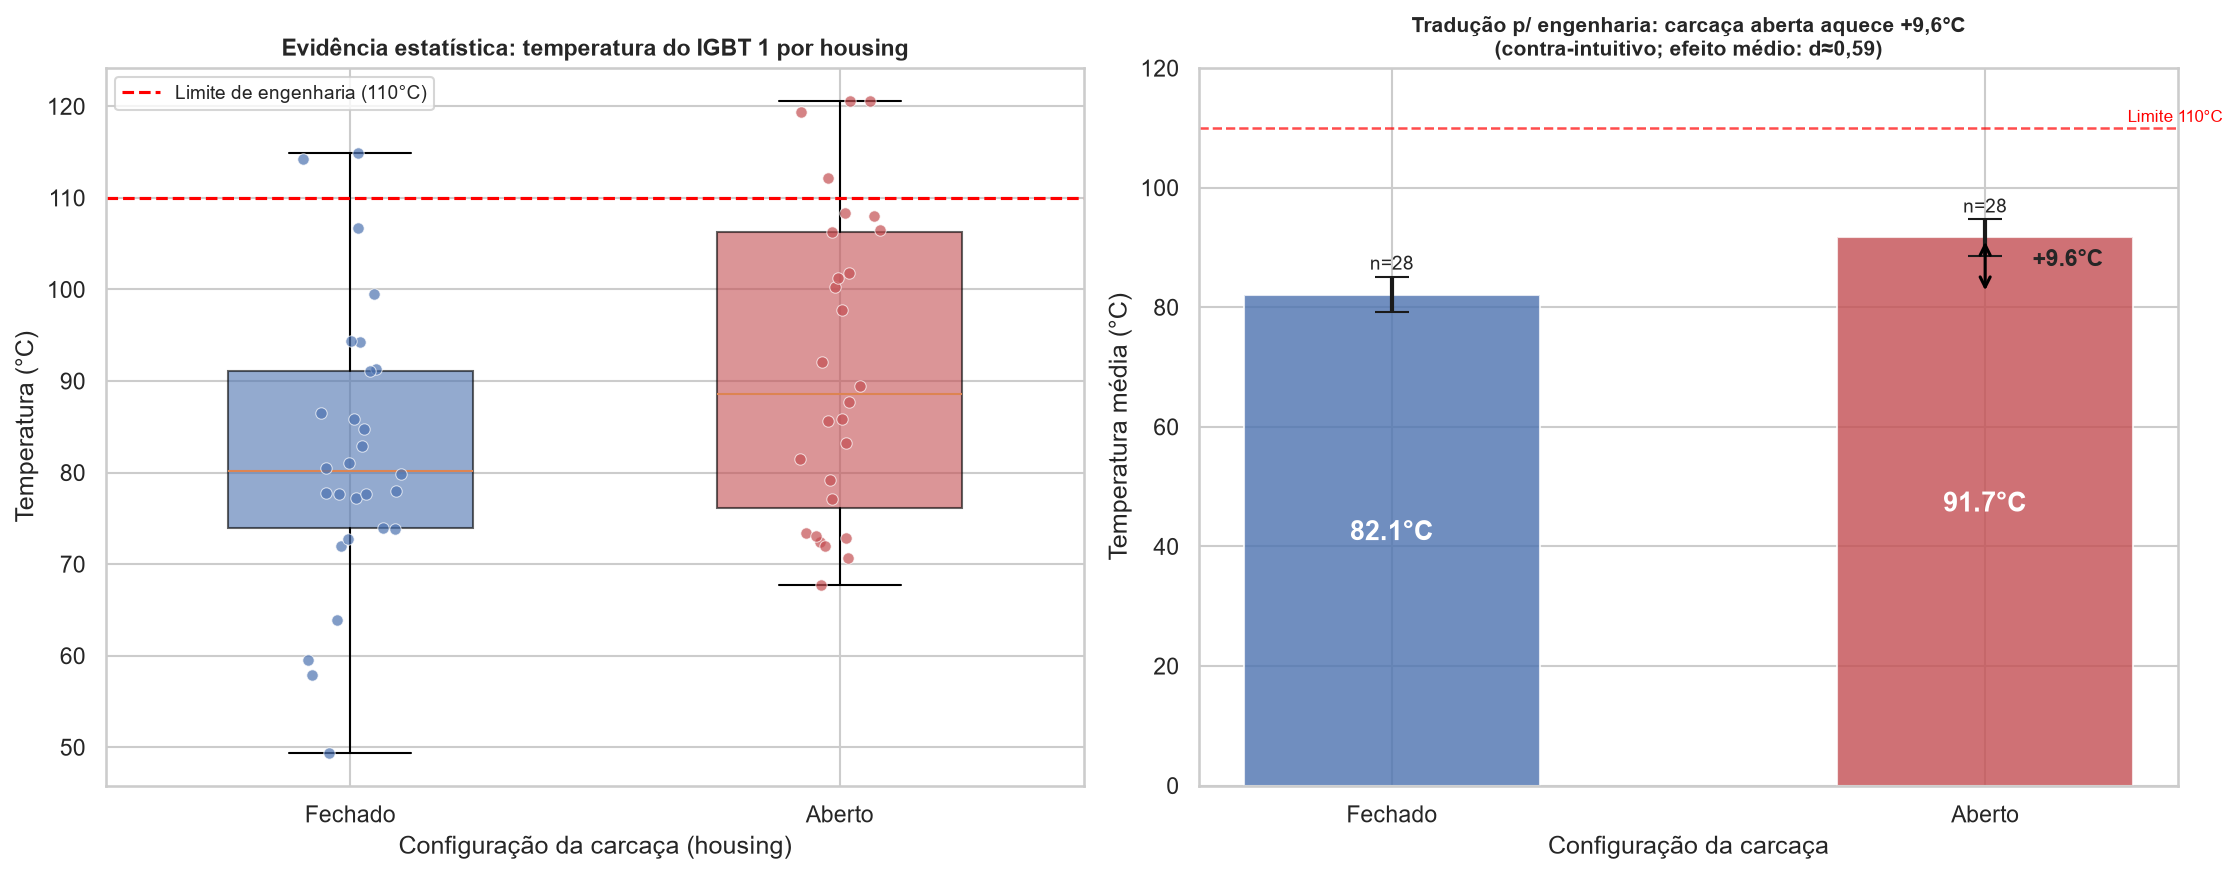 Evidência estatística: temperatura do IGBT 1 por housing
Limite de engenharia (110°C)
Temperatura (°C)
120
110
100
90
80
70
60
50
Fechado
Aberto
Configuração da carcaça (housing)
Tradução p/ engenharia: carcaça aberta aquece +9,6°C
(contra-intuitivo; efeito médio: d≈0,59)
Temperatura média (°C)
120
100
80
60
40
20
0
Limite 110°C
n=28
n=28
+9.6°C
82.1°C
91.7°C
Fechado
Aberto
Configuração da carcaça